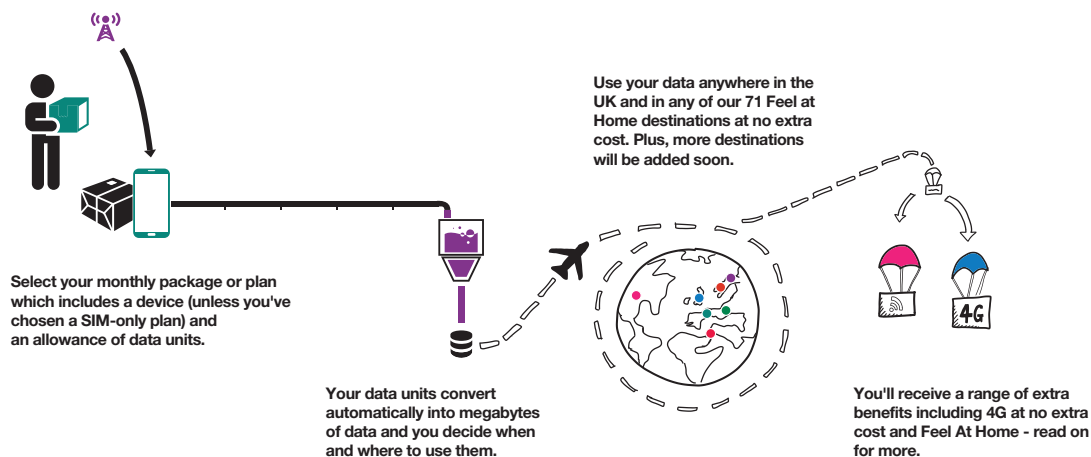 Select your monthly package or plan
which includes a device (unless you've
chosen a SIM-only plan) and
an allowance of data units.
Your data units convert
automatically into megabytes
of data and you decide when
and where to use them.
Use your data anywhere in the
UK and in any of our 71 Feel at
Home destinations at no extra
cost. Plus, more destinations
will be added soon.
4G
You'll receive a range of extra
benefits including 4G at no extra
cost and Feel At Home - read on
for more.